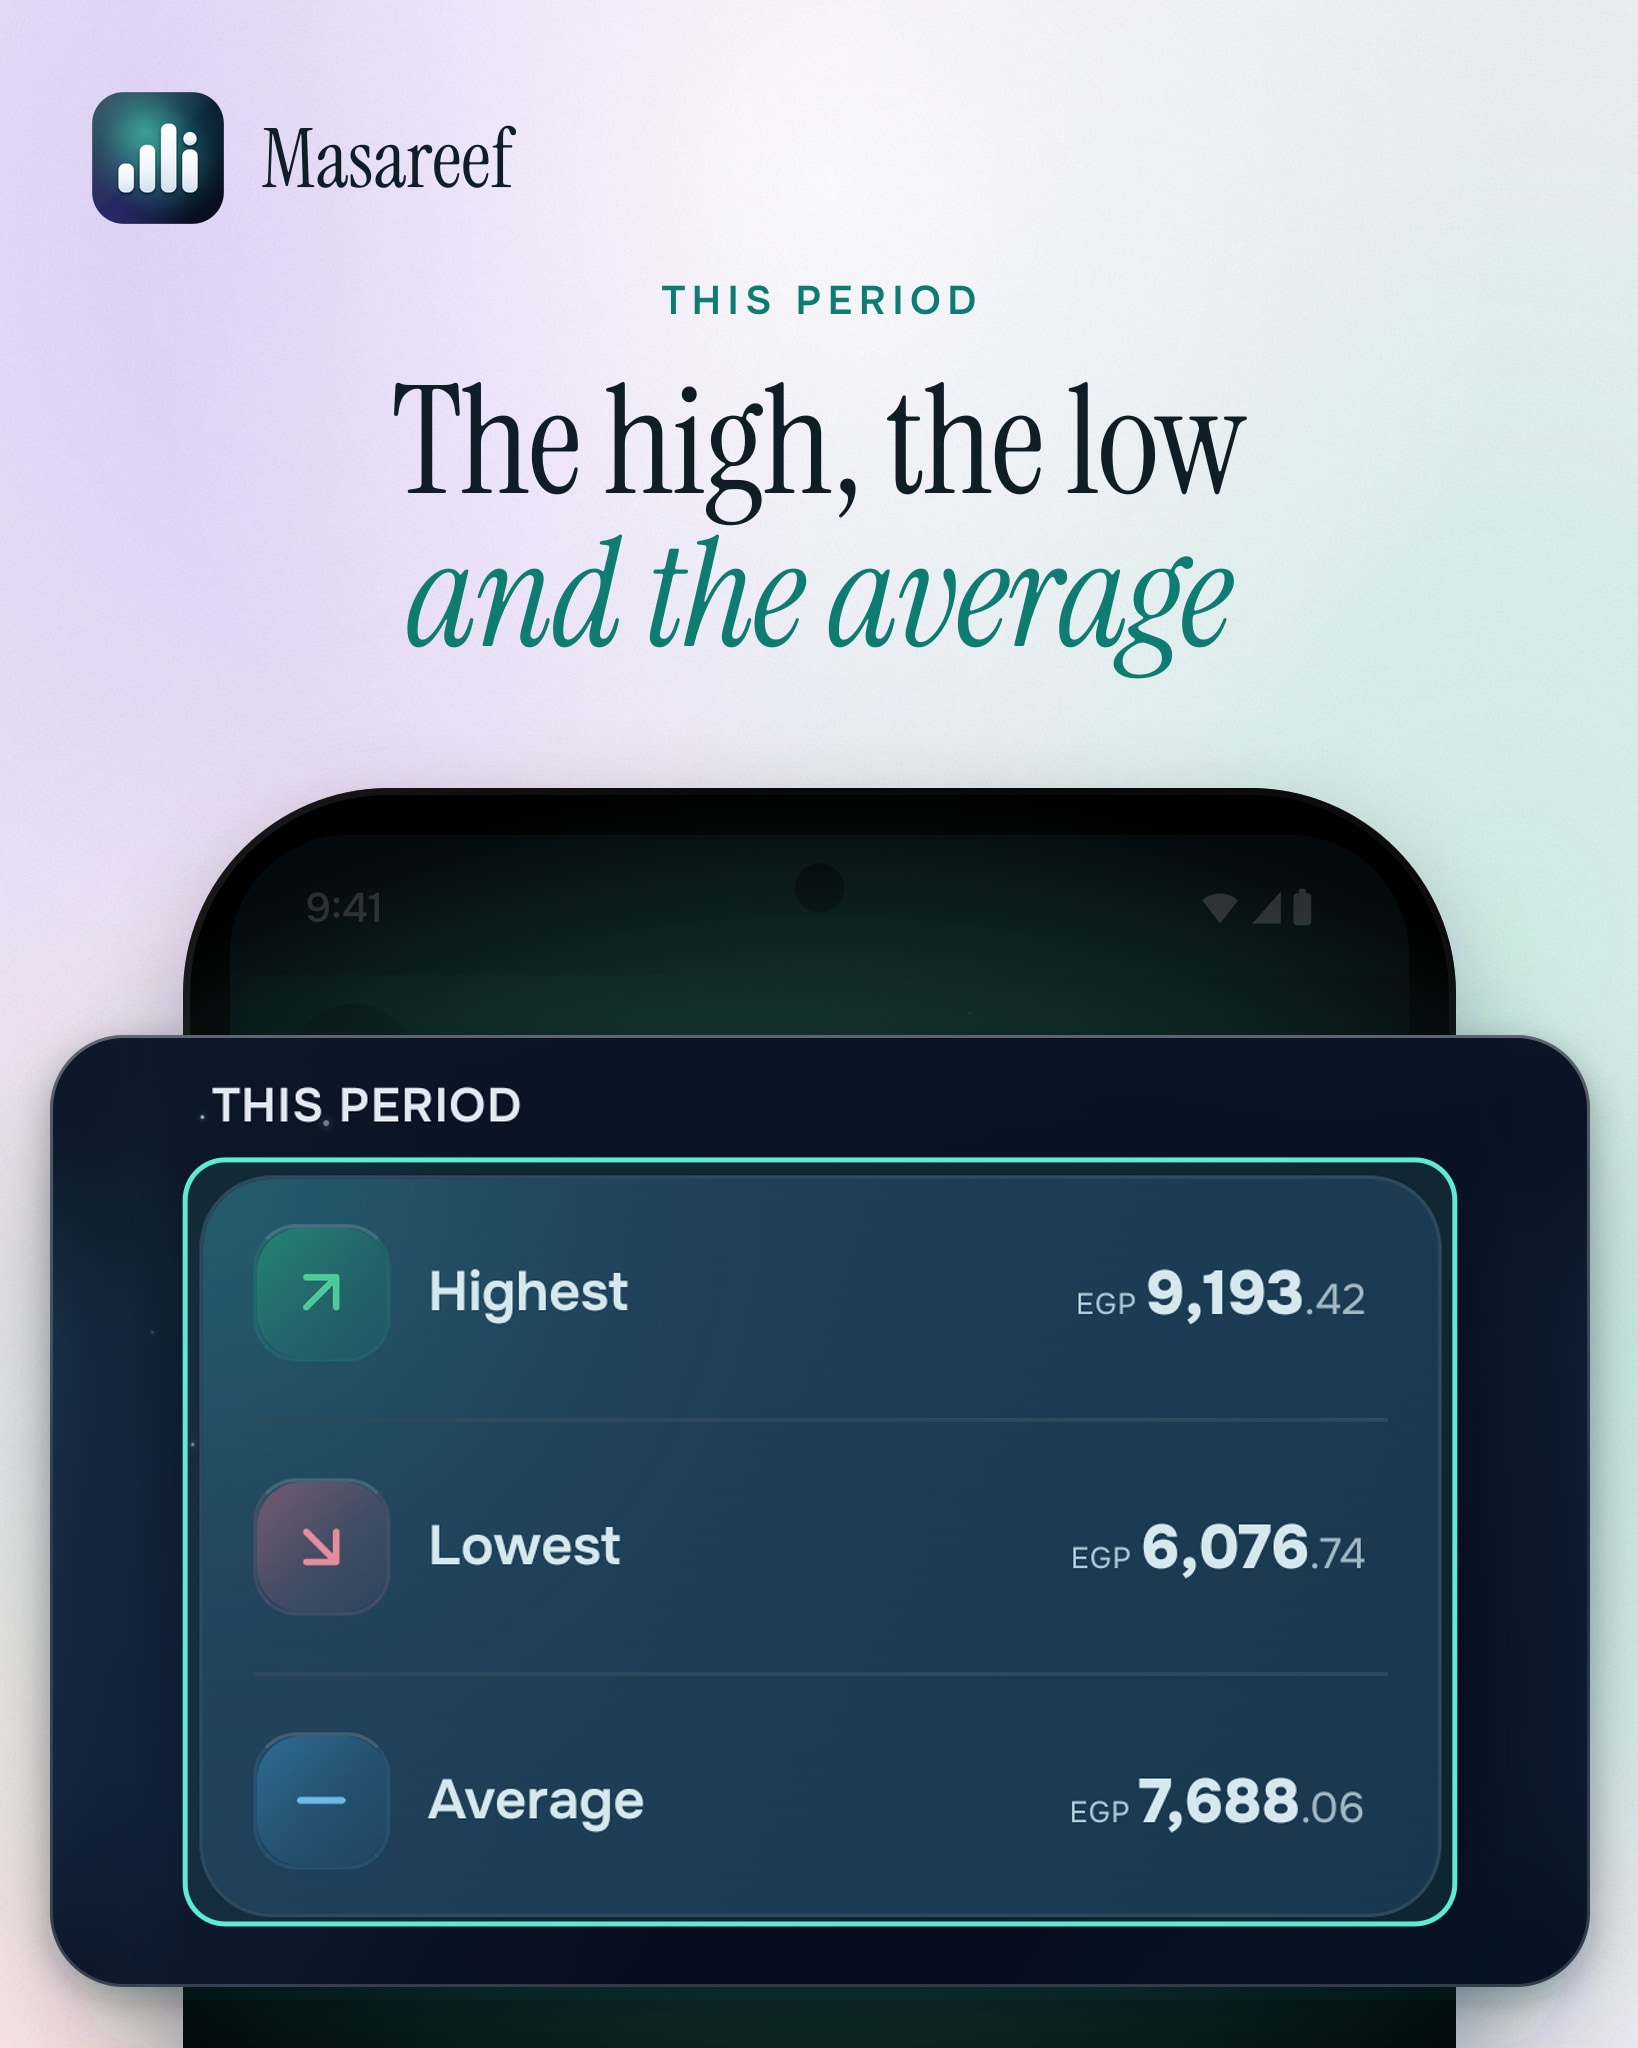 Masareef
THIS PERIOD
The high, the low
and the average
9:41
THIS PERIOD
Highest EGP 9,193.42
Lowest EGP 6,076.74
Average EGP 7,688.06